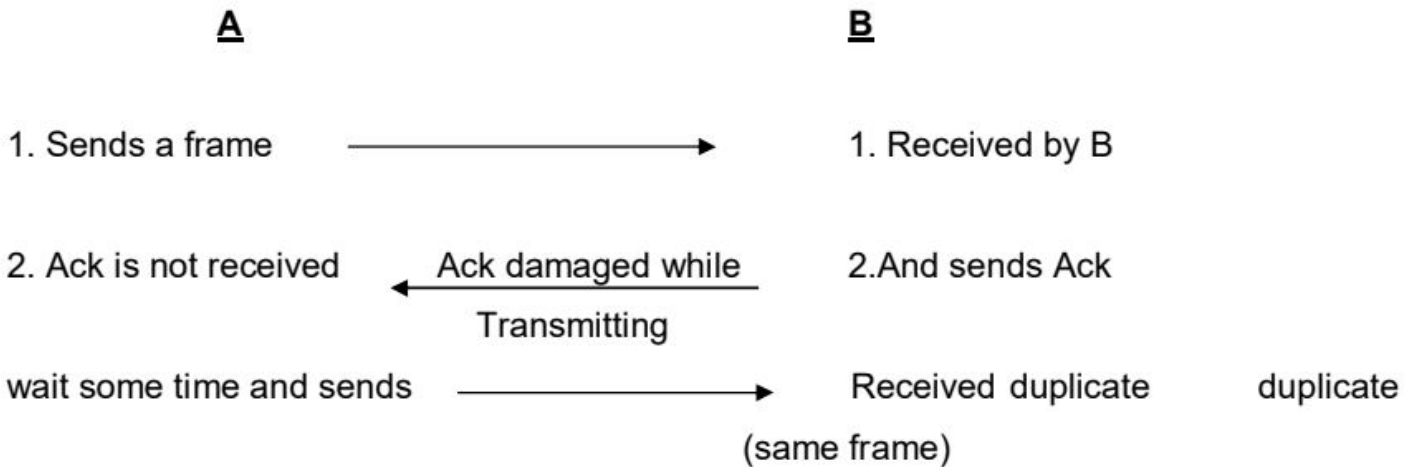 A B
1. Sends a frame 1. Received by B
2. Ack is not received Ack damaged while 2.And sends Ack
Transmitting
wait some time and sends Received duplicate duplicate
(same frame)